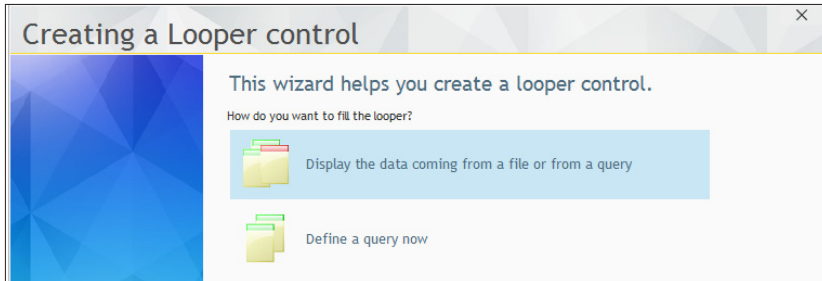 Creating a Looper control
This wizard helps you create a looper control.
How do you want to fill the looper?
Display the data coming from a file or from a query
Define a query now